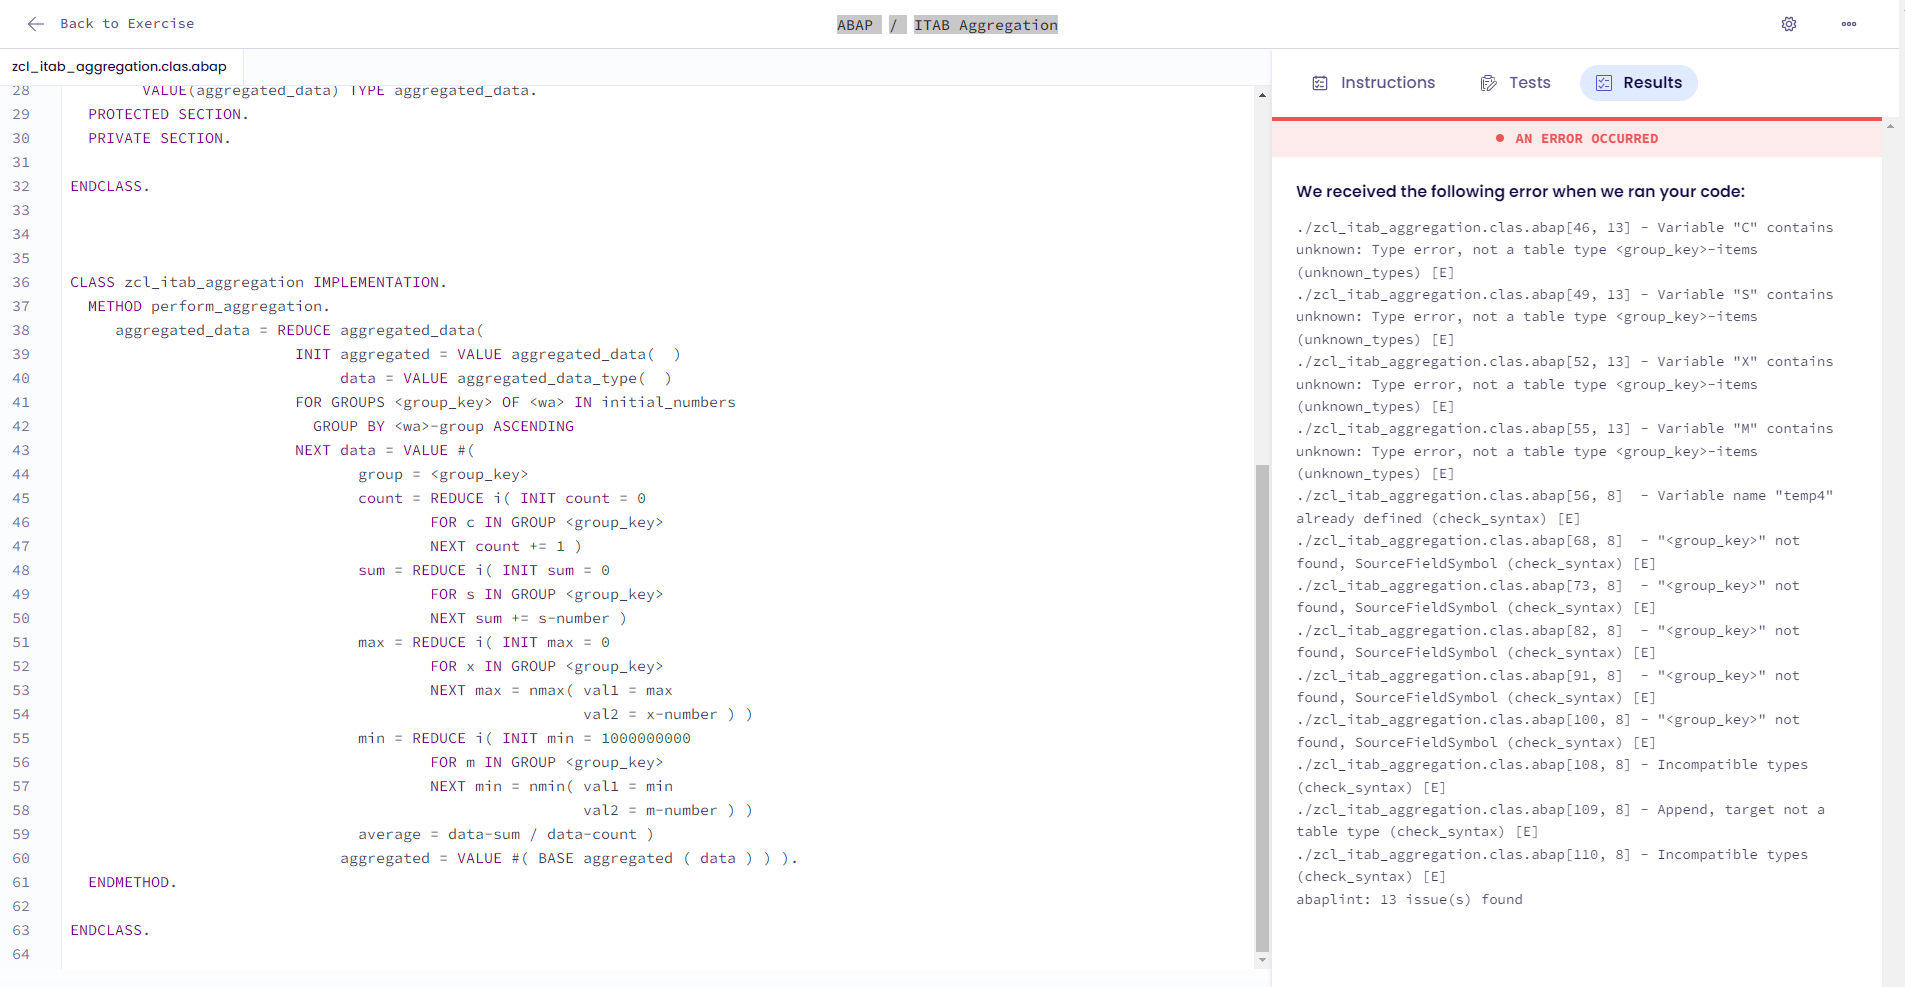 Back to Exercise
ABAP / ITAB Aggregation
zcl_itab_aggregation.clas.abap
28 VALUE(aggregated_data) TYPE aggregated_data.
29 PROTECTED SECTION.
30 PRIVATE SECTION.
31
32 ENDCLASS.
33
34
35
36 CLASS zcl_itab_aggregation IMPLEMENTATION.
37 METHOD perform_aggregation.
38 aggregated_data = REDUCE aggregated_data(
39 INIT aggregated = VALUE aggregated_data(  )
40 data = VALUE aggregated_data_type(  )
41 FOR GROUPS <group_key> OF <wa> IN initial_numbers
42 GROUP BY <wa>-group ASCENDING
43 NEXT data = VALUE #(
44 group = <group_key>
45 count = REDUCE i( INIT count = 0
46 FOR c IN GROUP <group_key>
47 NEXT count += 1 )
48 sum = REDUCE i( INIT sum = 0
49 FOR s IN GROUP <group_key>
50 NEXT sum += s-number )
51 max = REDUCE i( INIT max = 0
52 FOR x IN GROUP <group_key>
53 NEXT max = nmax( val1 = max
54 val2 = x-number ) )
55 min = REDUCE i( INIT min = 1000000000
56 FOR m IN GROUP <group_key>
57 NEXT min = nmin( val1 = min
58 val2 = m-number ) )
59 average = data-sum / data-count )
60 aggregated = VALUE #( BASE aggregated ( data ) ) ).
61 ENDMETHOD.
62
63 ENDCLASS.
64
Instructions
Tests
Results
AN ERROR OCCURRED
We received the following error when we ran your code:
./zcl_itab_aggregation.clas.abap[46, 13] - Variable "C" contains
unknown: Type error, not a table type <group_key>-items
(unknown_types) [E]
./zcl_itab_aggregation.clas.abap[49, 13] - Variable "S" contains
unknown: Type error, not a table type <group_key>-items
(unknown_types) [E]
./zcl_itab_aggregation.clas.abap[52, 13] - Variable "X" contains
unknown: Type error, not a table type <group_key>-items
(unknown_types) [E]
./zcl_itab_aggregation.clas.abap[55, 13] - Variable "M" contains
unknown: Type error, not a table type <group_key>-items
(unknown_types) [E]
./zcl_itab_aggregation.clas.abap[56, 8]  - Variable name "temp4"
already defined (check_syntax) [E]
./zcl_itab_aggregation.clas.abap[68, 8]  - "<group_key>" not
found, SourceFieldSymbol (check_syntax) [E]
./zcl_itab_aggregation.clas.abap[73, 8]  - "<group_key>" not
found, SourceFieldSymbol (check_syntax) [E]
./zcl_itab_aggregation.clas.abap[82, 8]  - "<group_key>" not
found, SourceFieldSymbol (check_syntax) [E]
./zcl_itab_aggregation.clas.abap[91, 8]  - "<group_key>" not
found, SourceFieldSymbol (check_syntax) [E]
./zcl_itab_aggregation.clas.abap[100, 8] - "<group_key>" not
found, SourceFieldSymbol (check_syntax) [E]
./zcl_itab_aggregation.clas.abap[108, 8] - Incompatible types
(check_syntax) [E]
./zcl_itab_aggregation.clas.abap[109, 8] - Append, target not a
table type (check_syntax) [E]
./zcl_itab_aggregation.clas.abap[110, 8] - Incompatible types
(check_syntax) [E]
abaplint: 13 issue(s) found